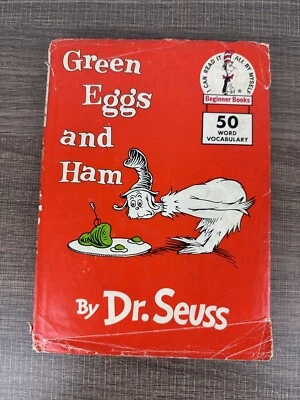 Green
Eggs
and
Ham
I CAN READ IT ALL BY MYSELF
Beginner Books
50
WORD
VOCABULARY
By Dr. Seuss